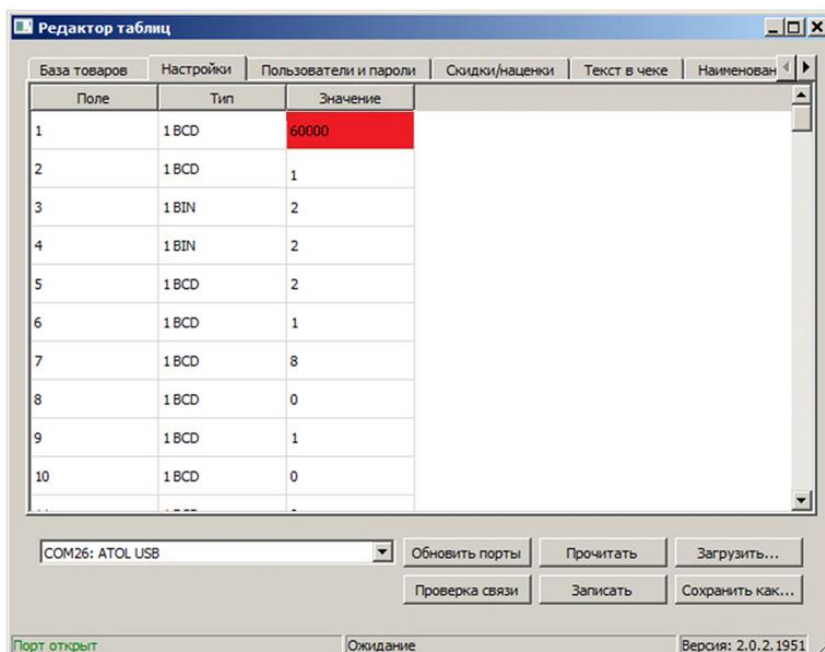 Редактор таблиц
База товаров Настройки Пользователи и пароли Скидки/наценки Текст в чеке Наименован
Поле Тип Значение
1 1 BCD 60000
2 1 BCD 1
3 1 BIN 2
4 1 BIN 2
5 1 BCD 2
6 1 BCD 1
7 1 BCD 8
8 1 BCD 0
9 1 BCD 1
10 1 BCD 0
COM26: ATOL USB Обновить порты Прочитать Загрузить...
Проверка связи Записать Сохранить как...
Порт открыт Ожидание Версия: 2.0.2.1951